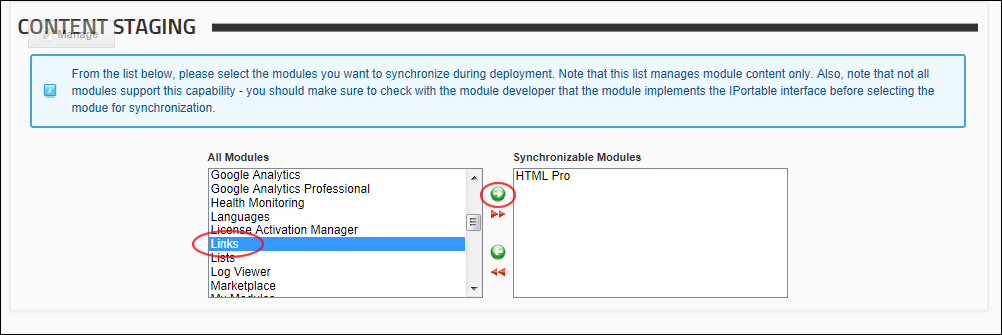 CONTENT STAGING
Manage
From the list below, please select the modules you want to synchronize during deployment. Note that this list manages module content only. Also, note that not all
modules support this capability - you should make sure to check with the module developer that the module implements the IPortable interface before selecting the
modue for synchronization.
All Modules
Synchronizable Modules
Google Analytics
Google Analytics Professional
Health Monitoring
Languages
License Activation Manager
Links
Lists
Log Viewer
Marketplace
My Modules
HTML Pro